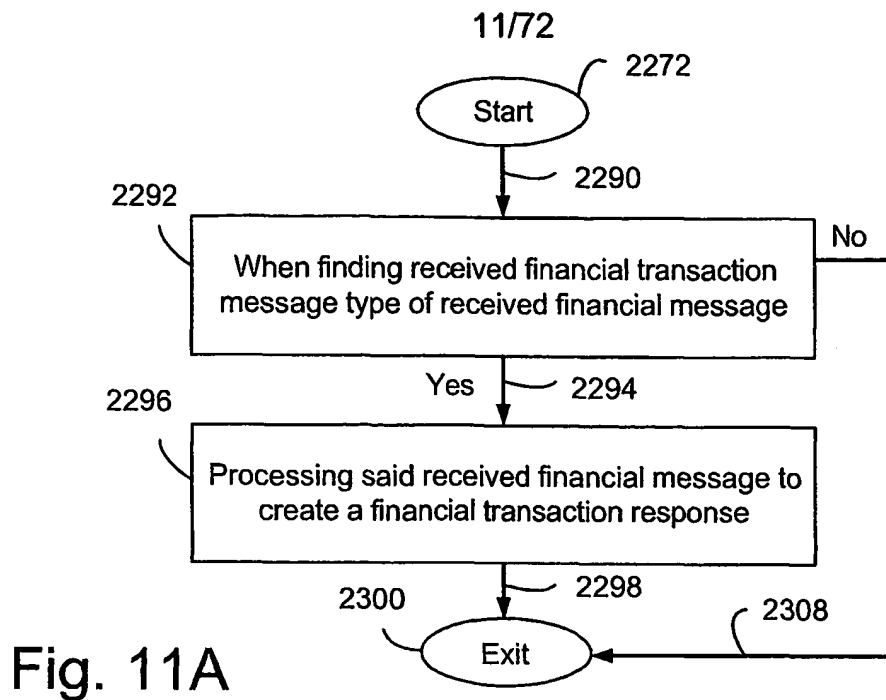 11/72
2272
Start
2290
2292
No
When finding received financial transaction
message type of received financial message
Yes
2294
2296
Processing said received financial message to
create a financial transaction response
2298
2300
2308
Exit
Fig. 11A